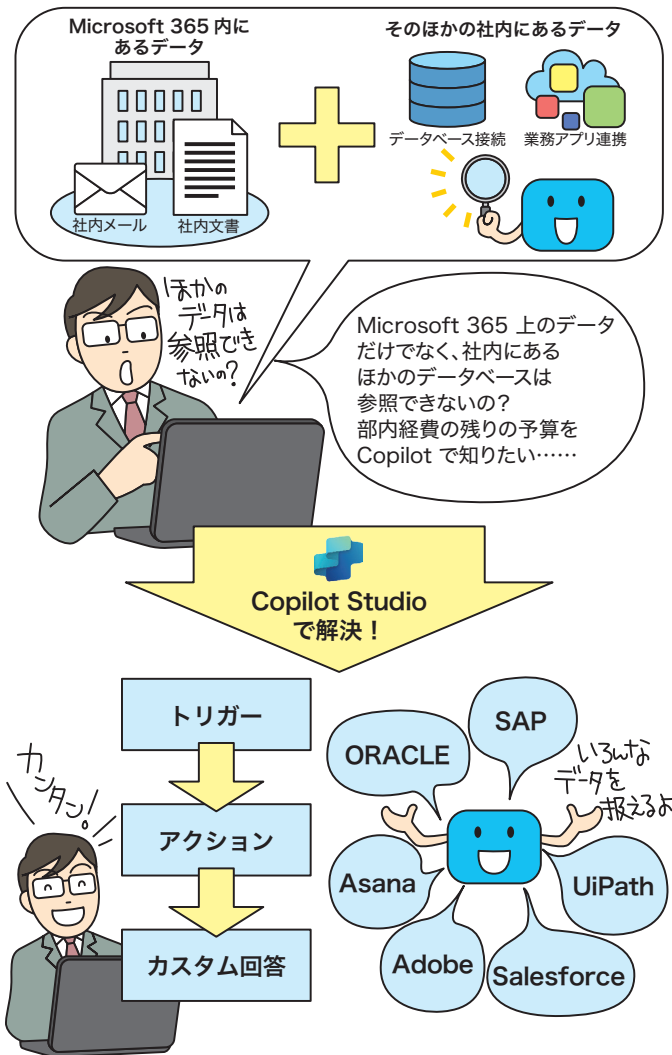 Microsoft 365 内に
あるデータ
そのほかの社内にあるデータ
データベース接続
業務アプリ連携
社内メール
社内文書
ほかの
データは
参照でき
ないの?
Microsoft 365 上のデータ
だけでなく、社内にある
ほかのデータベースは
参照できないの?
部内経費の残りの予算を
Copilot で知りたい……
Copilot Studio
で解決!
カンタン!
トリガー
アクション
カスタム回答
ORACLE
SAP
いろんな
データを
扱えるよ
Asana
UiPath
Adobe
Salesforce